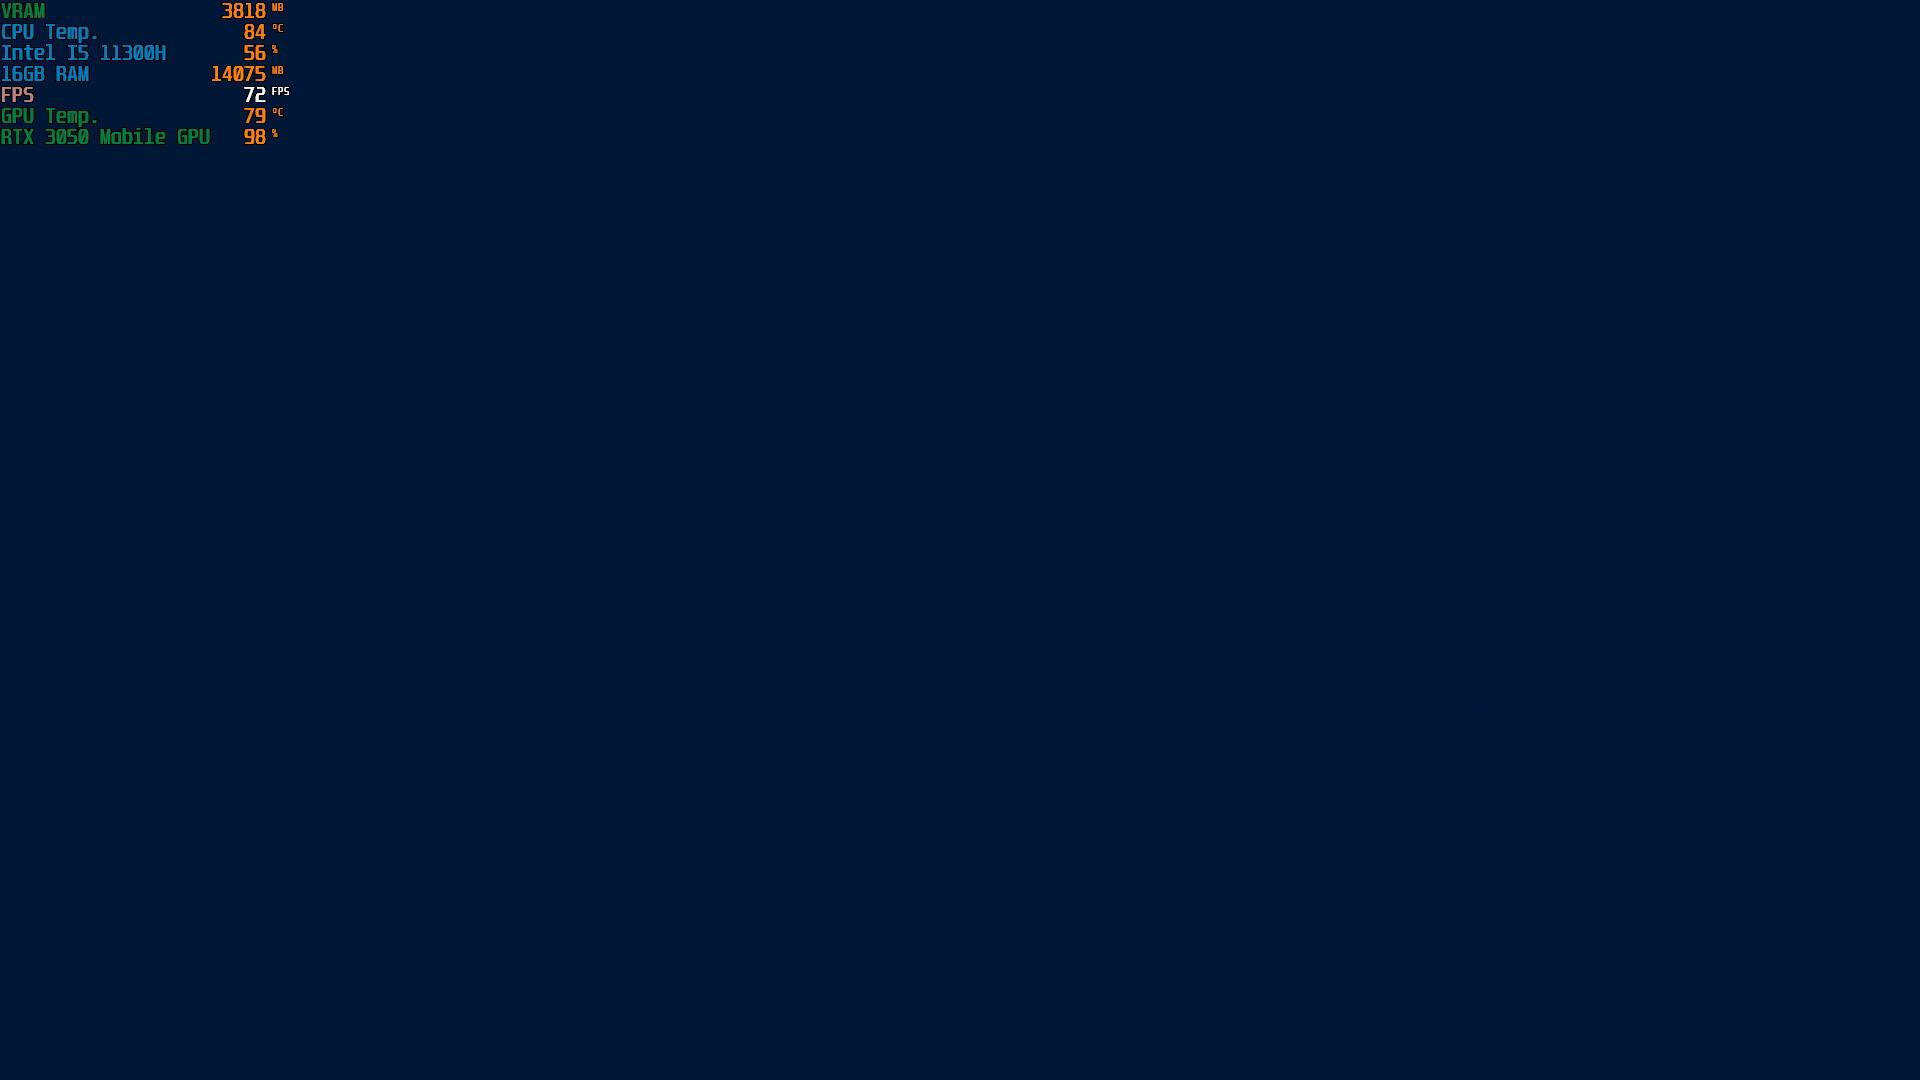 VRAM 3818 MB
CPU Temp. 84 °C
Intel I5 11300H 56 %
16GB RAM 14075 MB
FPS 72 FPS
GPU Temp. 79 °C
RTX 3050 Mobile GPU 98 %